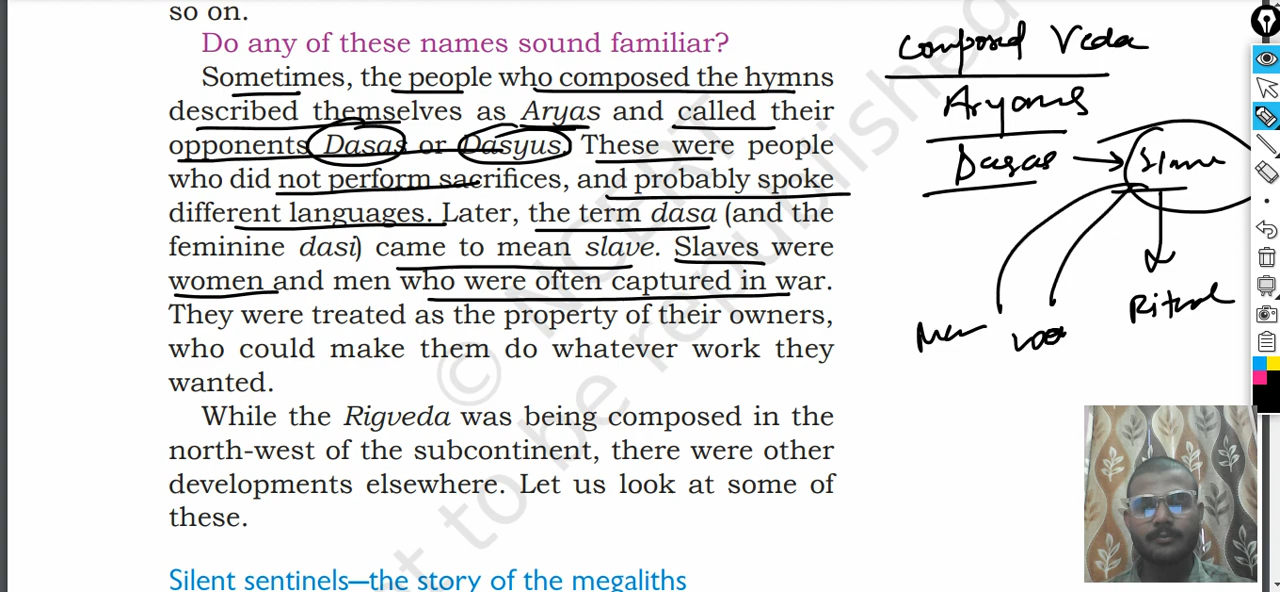 so on.
Do any of these names sound familiar?
Sometimes, the people who composed the hymns
described themselves as Aryas and called their
opponents Dasas or Dasyus. These were people
who did not perform sacrifices, and probably spoke
different languages. Later, the term dasa (and the
feminine dasi) came to mean slave. Slaves were
women and men who were often captured in war.
They were treated as the property of their owners,
who could make them do whatever work they
wanted.
While the Rigveda was being composed in the
north-west of the subcontinent, there were other
developments elsewhere. Let us look at some of
these.
Silent sentinels—the story of the megaliths
Composed Veda
Dasas → Slave
Men
Ritual
© NCERT
not to be republished